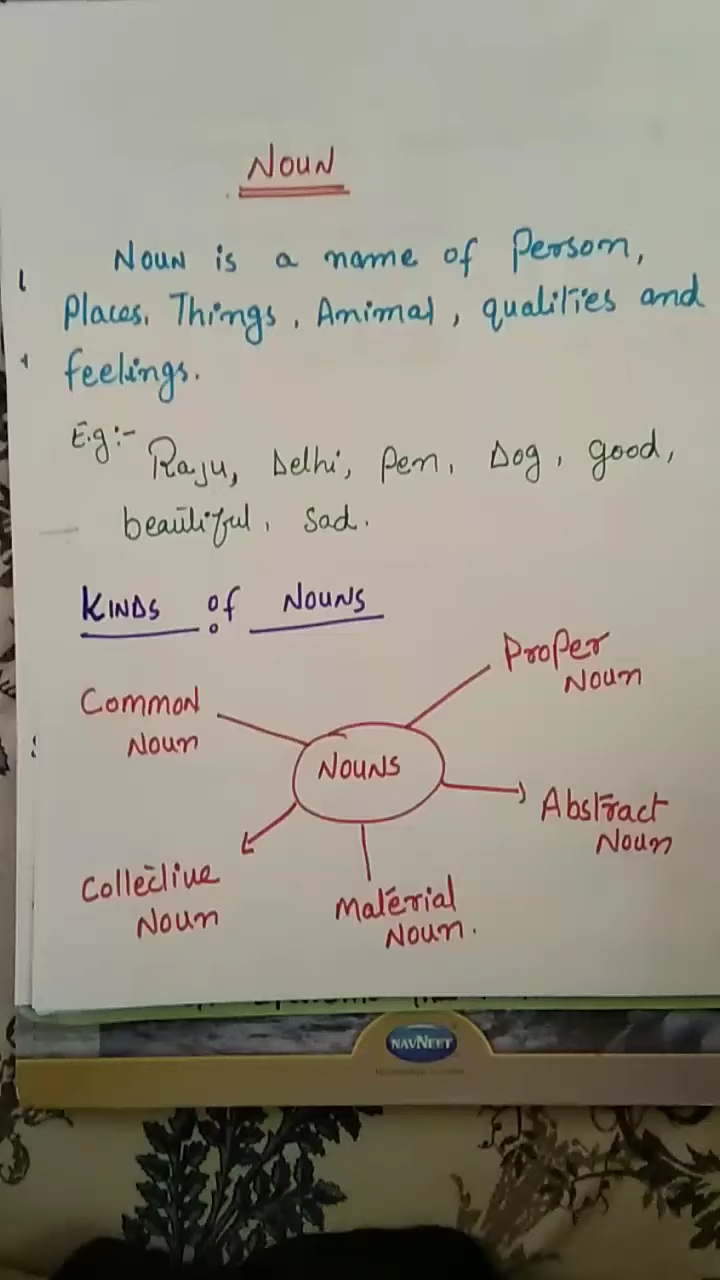 NOUN
NOUN is a name of Person,
Places, Things, Animal, qualities and
feelings.
E.g:-
Raju, Delhi, Pen, Dog, good,
beautiful, sad.
KINDS of NOUNS
Proper
Noun
Common
Noun
NOUNS
Abstract
Noun
Collective
Noun
Material
Noun.
NAVNEET